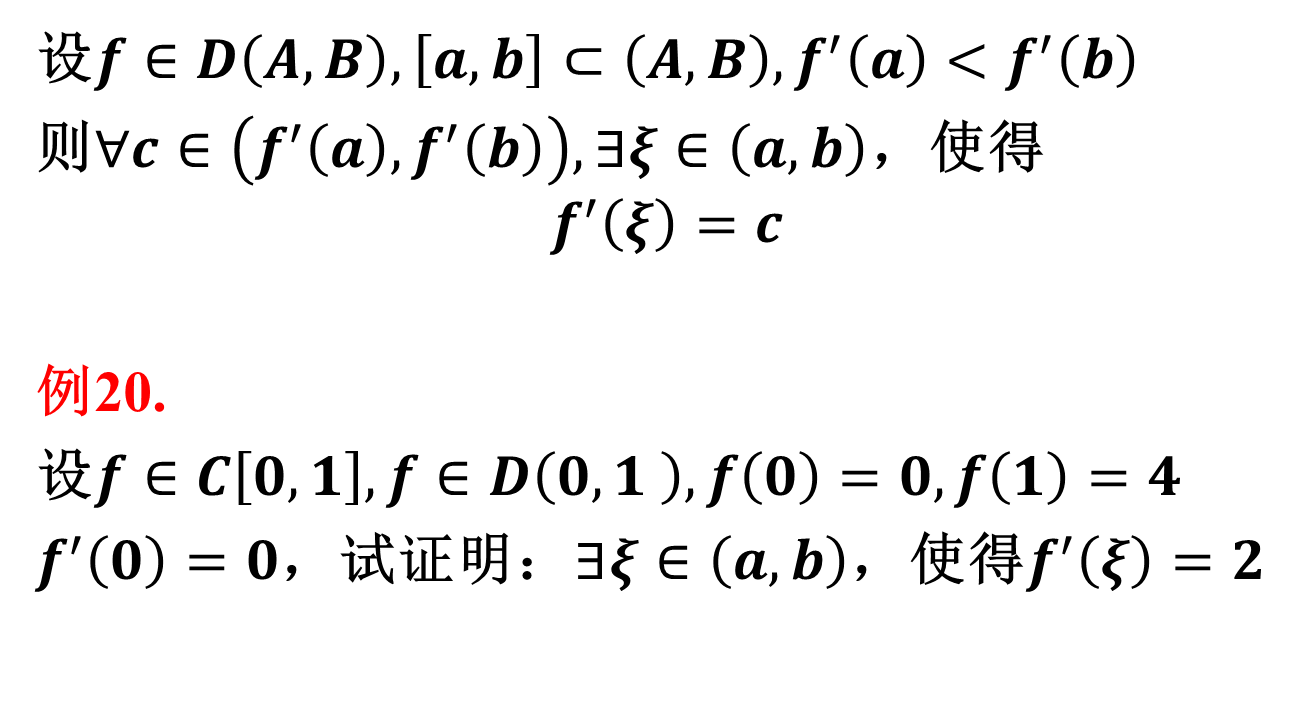 设f ∈ D(A, B), [a, b] ⊂ (A, B), f′(a) < f′(b)
则∀c ∈ (f′(a), f′(b)), ∃ξ ∈ (a, b)，使得
f′(ξ) = c
例20.
设f ∈ C[0, 1], f ∈ D(0, 1 ), f(0) = 0, f(1) = 4
f′(0) = 0，试证明：∃ξ ∈ (a, b)，使得f′(ξ) = 2